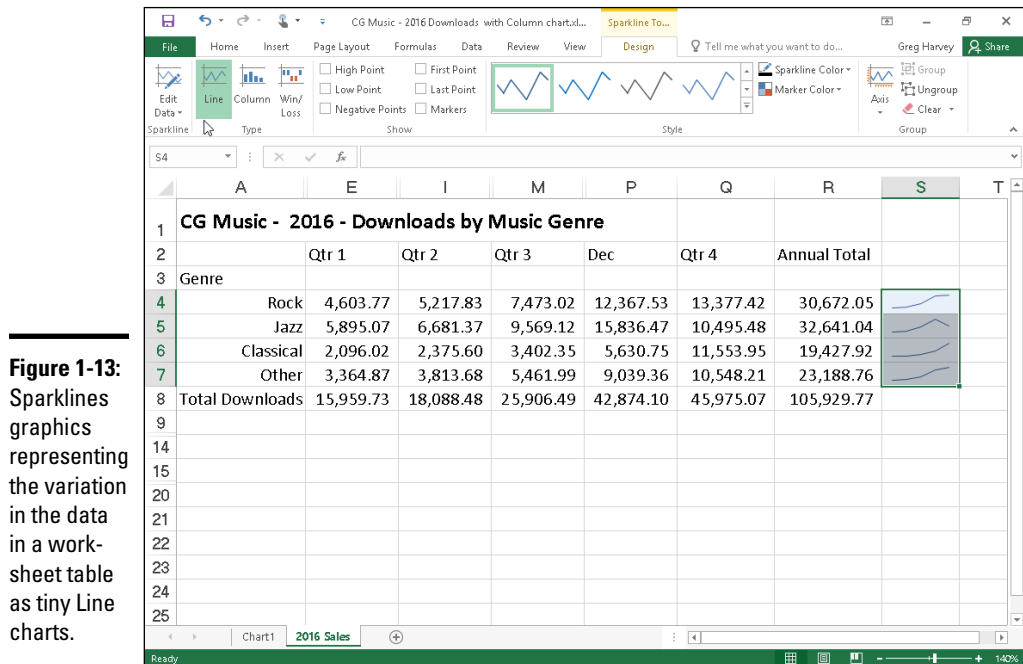 CG Music - 2016 Downloads with Column chart.xl...
Sparkline To...
File Home Insert Page Layout Formulas Data Review View Design Tell me what you want to do... Greg Harvey Share
Edit Data
Line
Column
Win/Loss
High Point
Low Point
Negative Points
First Point
Last Point
Markers
Sparkline Color
Marker Color
Axis
Group
Ungroup
Clear
Sparkline Type Show Style Group
S4 fx
A E I M P Q R S T
1 CG Music - 2016 - Downloads by Music Genre
2 Qtr 1 Qtr 2 Qtr 3 Dec Qtr 4 Annual Total
3 Genre
4 Rock 4,603.77 5,217.83 7,473.02 12,367.53 13,377.42 30,672.05
5 Jazz 5,895.07 6,681.37 9,569.12 15,836.47 10,495.48 32,641.04
6 Classical 2,096.02 2,375.60 3,402.35 5,630.75 11,553.95 19,427.92
7 Other 3,364.87 3,813.68 5,461.99 9,039.36 10,548.21 23,188.76
8 Total Downloads 15,959.73 18,088.48 25,906.49 42,874.10 45,975.07 105,929.77
9
14
15
20
21
22
23
24
25
Chart1 2016 Sales
Ready 140%
Figure 1-13:
Sparklines
graphics
representing
the variation
in the data
in a work-
sheet table
as tiny Line
charts.